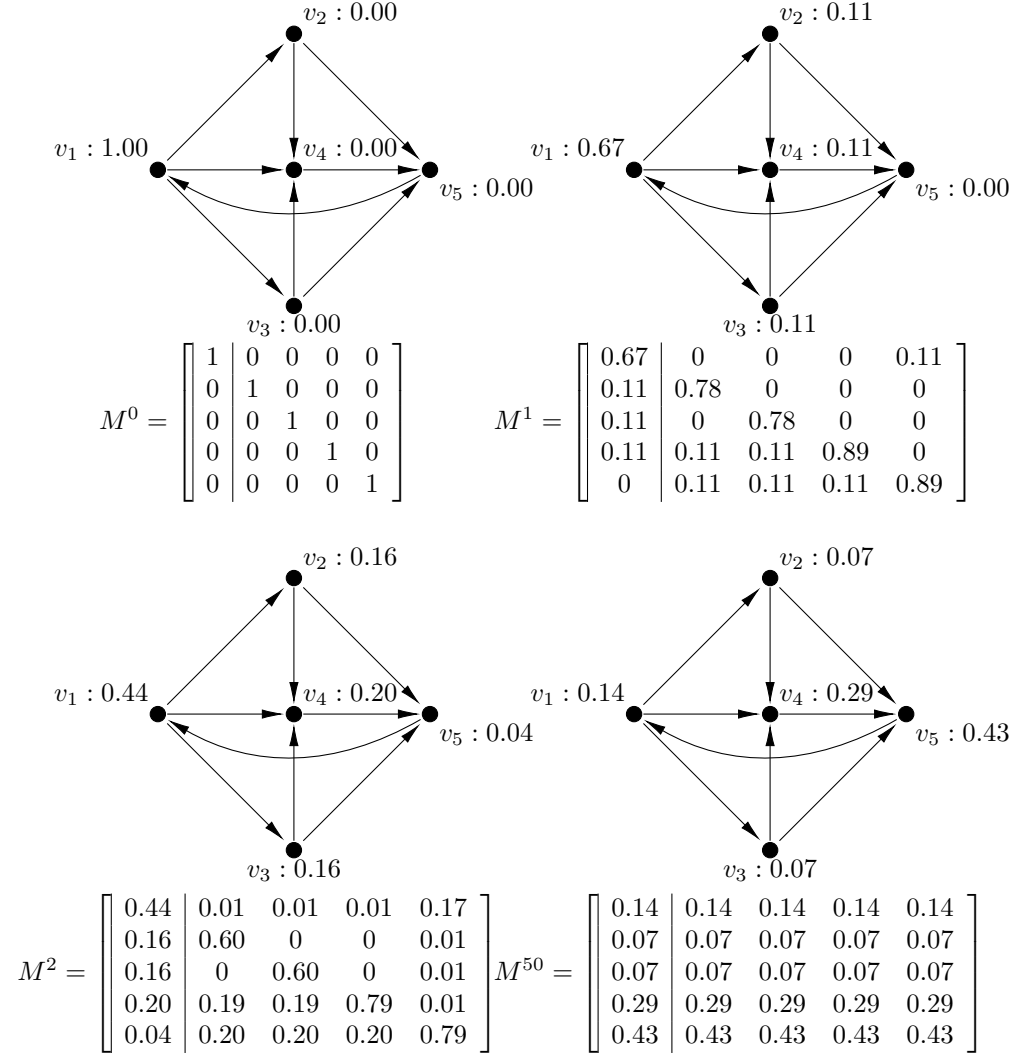 v₂ : 0.00
v₁ : 1.00
v₄ : 0.00
v₅ : 0.00
v₃ : 0.00
M⁰ =
1 0 0 0 0
0 1 0 0 0
0 0 1 0 0
0 0 0 1 0
0 0 0 0 1
v₂ : 0.11
v₁ : 0.67
v₄ : 0.11
v₅ : 0.00
v₃ : 0.11
M¹ =
0.67 0 0 0 0.11
0.11 0.78 0 0 0
0.11 0 0.78 0 0
0.11 0.11 0.11 0.89 0
0 0.11 0.11 0.11 0.89
v₂ : 0.16
v₁ : 0.44
v₄ : 0.20
v₅ : 0.04
v₃ : 0.16
M² =
0.44 0.01 0.01 0.01 0.17
0.16 0.60 0 0 0.01
0.16 0 0.60 0 0.01
0.20 0.19 0.19 0.79 0.01
0.04 0.20 0.20 0.20 0.79
v₂ : 0.07
v₁ : 0.14
v₄ : 0.29
v₅ : 0.43
v₃ : 0.07
M⁵⁰ =
0.14 0.14 0.14 0.14 0.14
0.07 0.07 0.07 0.07 0.07
0.07 0.07 0.07 0.07 0.07
0.29 0.29 0.29 0.29 0.29
0.43 0.43 0.43 0.43 0.43